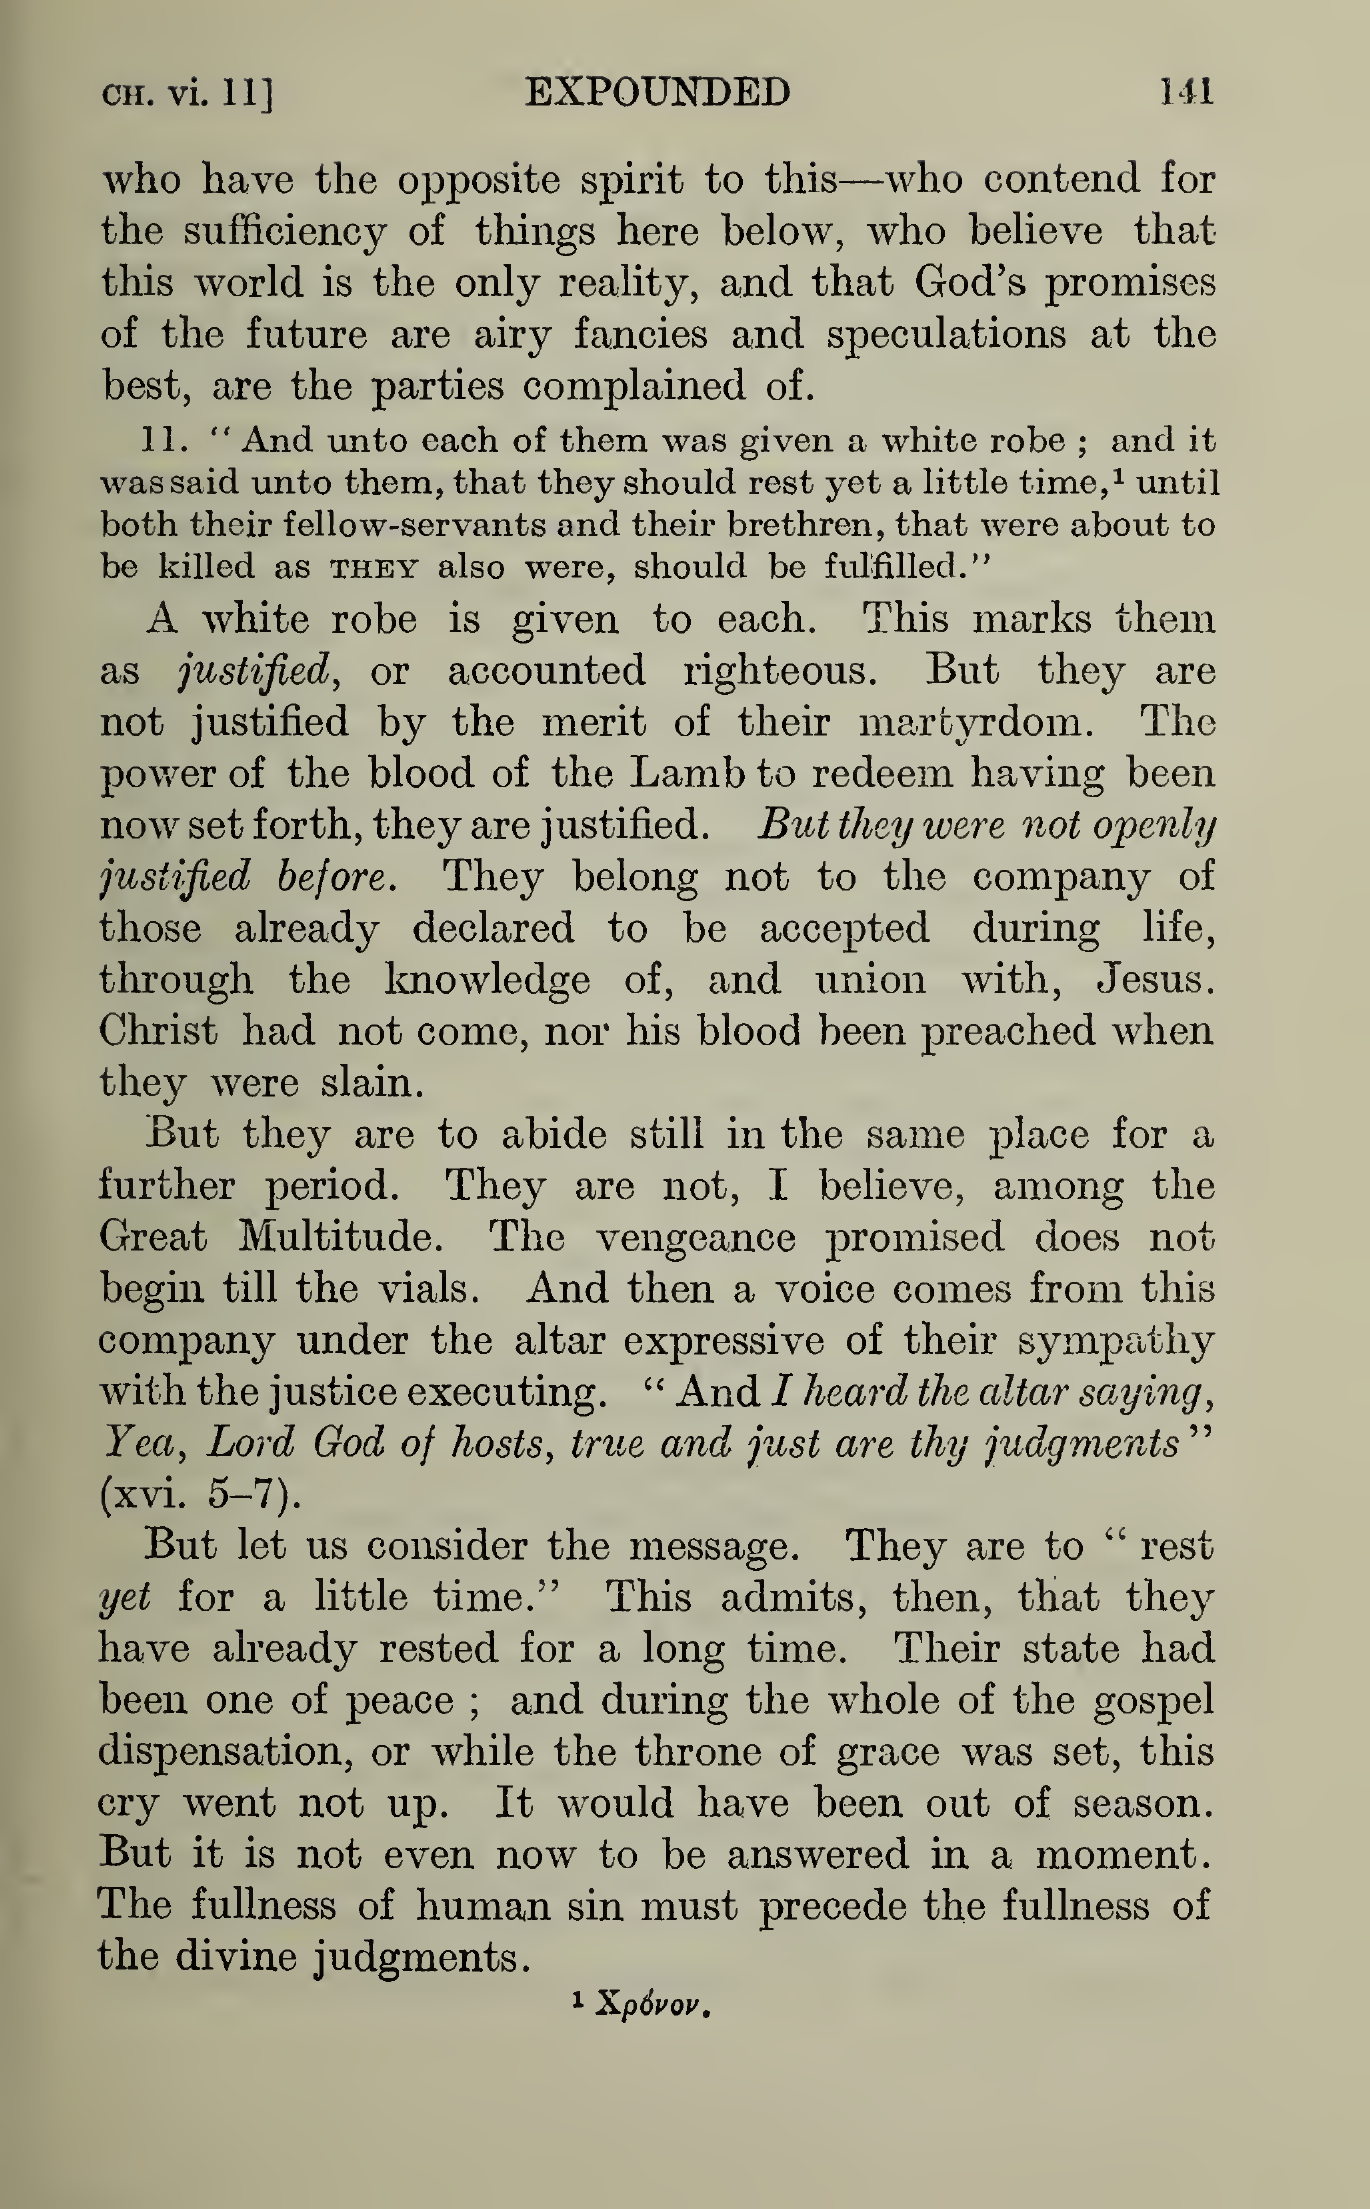 CH. vi. 11] EXPOUNDED 141
who have the opposite spirit to this—who contend for
the sufficiency of things here below, who believe that
this world is the only reality, and that God's promises
of the future are airy fancies and speculations at the
best, are the parties complained of.
11. "And unto each of them was given a white robe ; and it
was said unto them, that they should rest yet a little time,¹ until
both their fellow-servants and their brethren, that were about to
be killed as THEY also were, should be fulfilled."
A white robe is given to each. This marks them
as justified, or accounted righteous. But they are
not justified by the merit of their martyrdom. The
power of the blood of the Lamb to redeem having been
now set forth, they are justified. But they were not openly
justified before. They belong not to the company of
those already declared to be accepted during life,
through the knowledge of, and union with, Jesus.
Christ had not come, nor his blood been preached when
they were slain.
But they are to abide still in the same place for a
further period. They are not, I believe, among the
Great Multitude. The vengeance promised does not
begin till the vials. And then a voice comes from this
company under the altar expressive of their sympathy
with the justice executing. " And I heard the altar saying,
Yea, Lord God of hosts, true and just are thy judgments"
(xvi. 5–7).
But let us consider the message. They are to " rest
yet for a little time." This admits, then, that they
have already rested for a long time. Their state had
been one of peace ; and during the whole of the gospel
dispensation, or while the throne of grace was set, this
cry went not up. It would have been out of season.
But it is not even now to be answered in a moment.
The fullness of human sin must precede the fullness of
the divine judgments.
¹ Χρόνον.